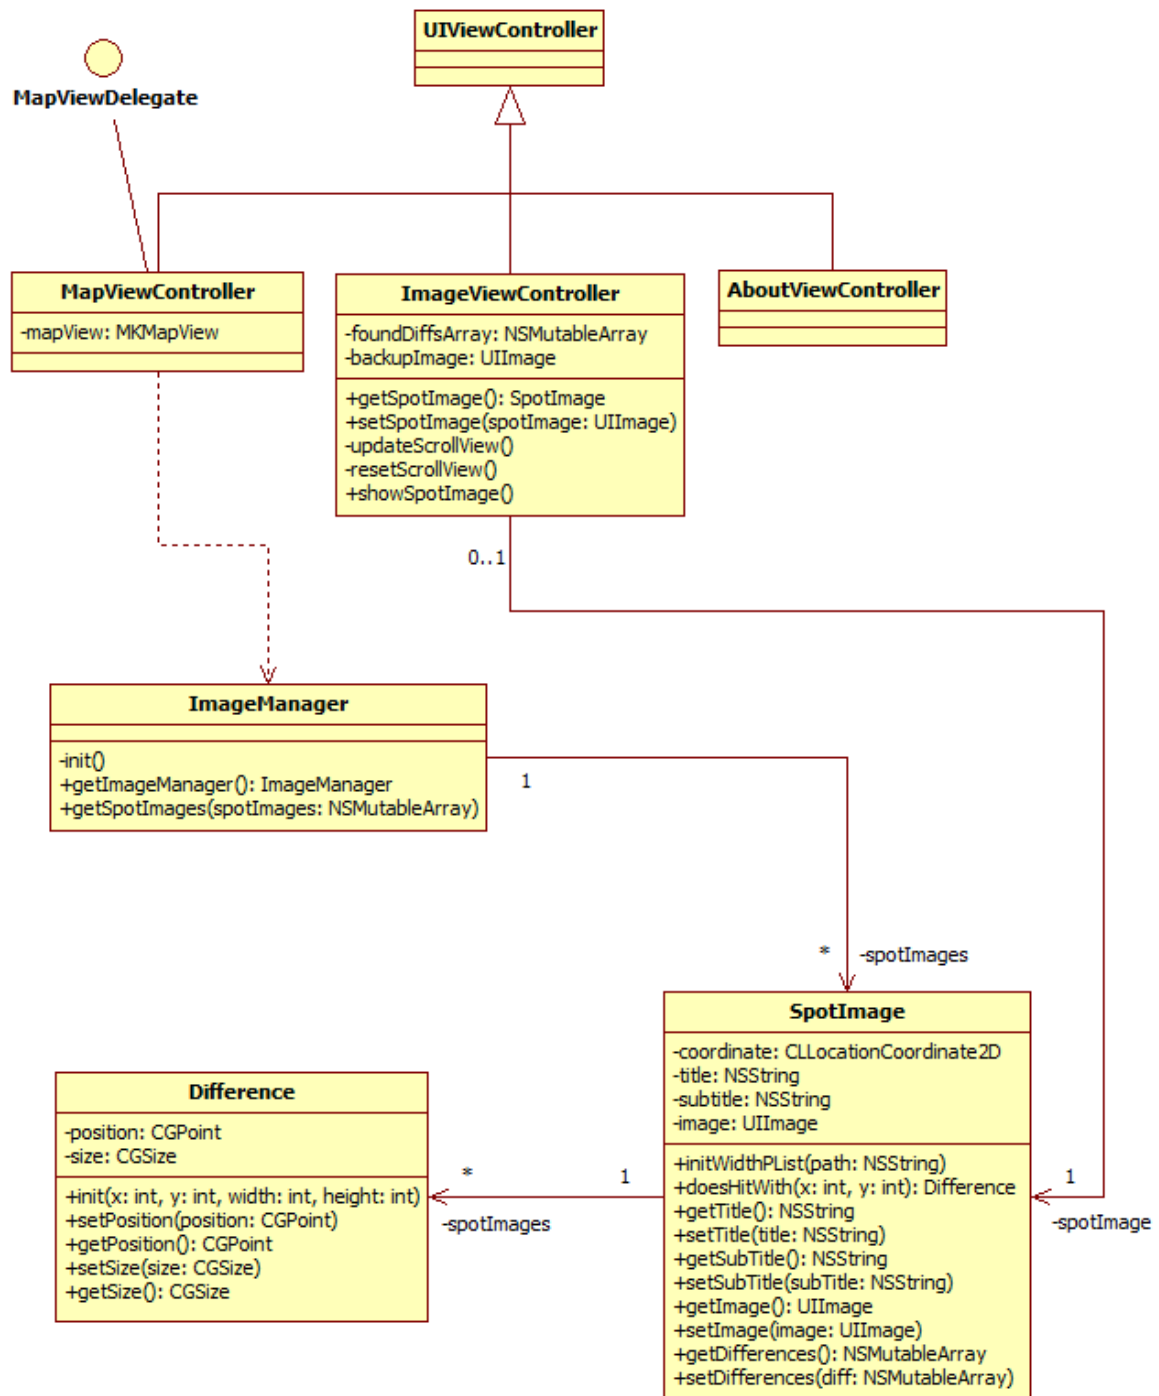 UIViewController
MapViewDelegate
MapViewController
-mapView: MKMapView
ImageViewController
-foundDiffsArray: NSMutableArray
-backupImage: UIImage
+getSpotImage(): SpotImage
+setSpotImage(spotImage: UIImage)
-updateScrollView()
-resetScrollView()
+showSpotImage()
AboutViewController
0..1
ImageManager
-init()
+getImageManager(): ImageManager
+getSpotImages(spotImages: NSMutableArray)
1
*
-spotImages
SpotImage
-coordinate: CLLocationCoordinate2D
-title: NSString
-subtitle: NSString
-image: UIImage
+initWidthPList(path: NSString)
+doesHitWith(x: int, y: int): Difference
+getTitle(): NSString
+setTitle(title: NSString)
+getSubTitle(): NSString
+setSubTitle(subTitle: NSString)
+getImage(): UIImage
+setImage(image: UIImage)
+getDifferences(): NSMutableArray
+setDifferences(diff: NSMutableArray)
1
-spotImage
Difference
-position: CGPoint
-size: CGSize
+init(x: int, y: int, width: int, height: int)
+setPosition(position: CGPoint)
+getPosition(): CGPoint
+setSize(size: CGSize)
+getSize(): CGSize
*
1
-spotImages